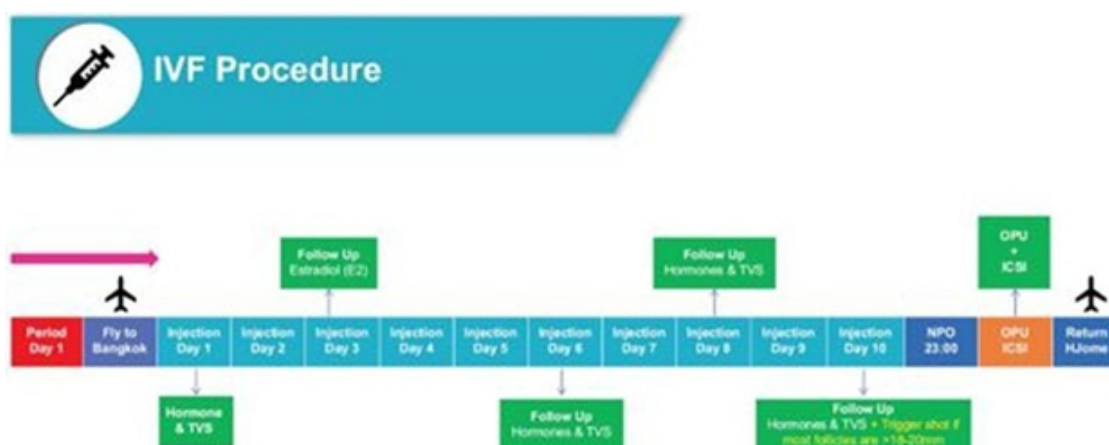 IVF Procedure
Follow Up
Estradiol (E2)
Follow Up
Hormones & TVS
OPU
+
ICSI
Period
Day 1
Fly to
Bangkok
Injection
Day 1
Injection
Day 2
Injection
Day 3
Injection
Day 4
Injection
Day 5
Injection
Day 6
Injection
Day 7
Injection
Day 8
Injection
Day 9
Injection
Day 10
NPO
23:00
OPU
ICSI
Return
HJome
Hormone
& TVS
Follow Up
Hormones & TVS
Follow Up
Hormones & TVS + Trigger shot if
most follicles are >18-20mm